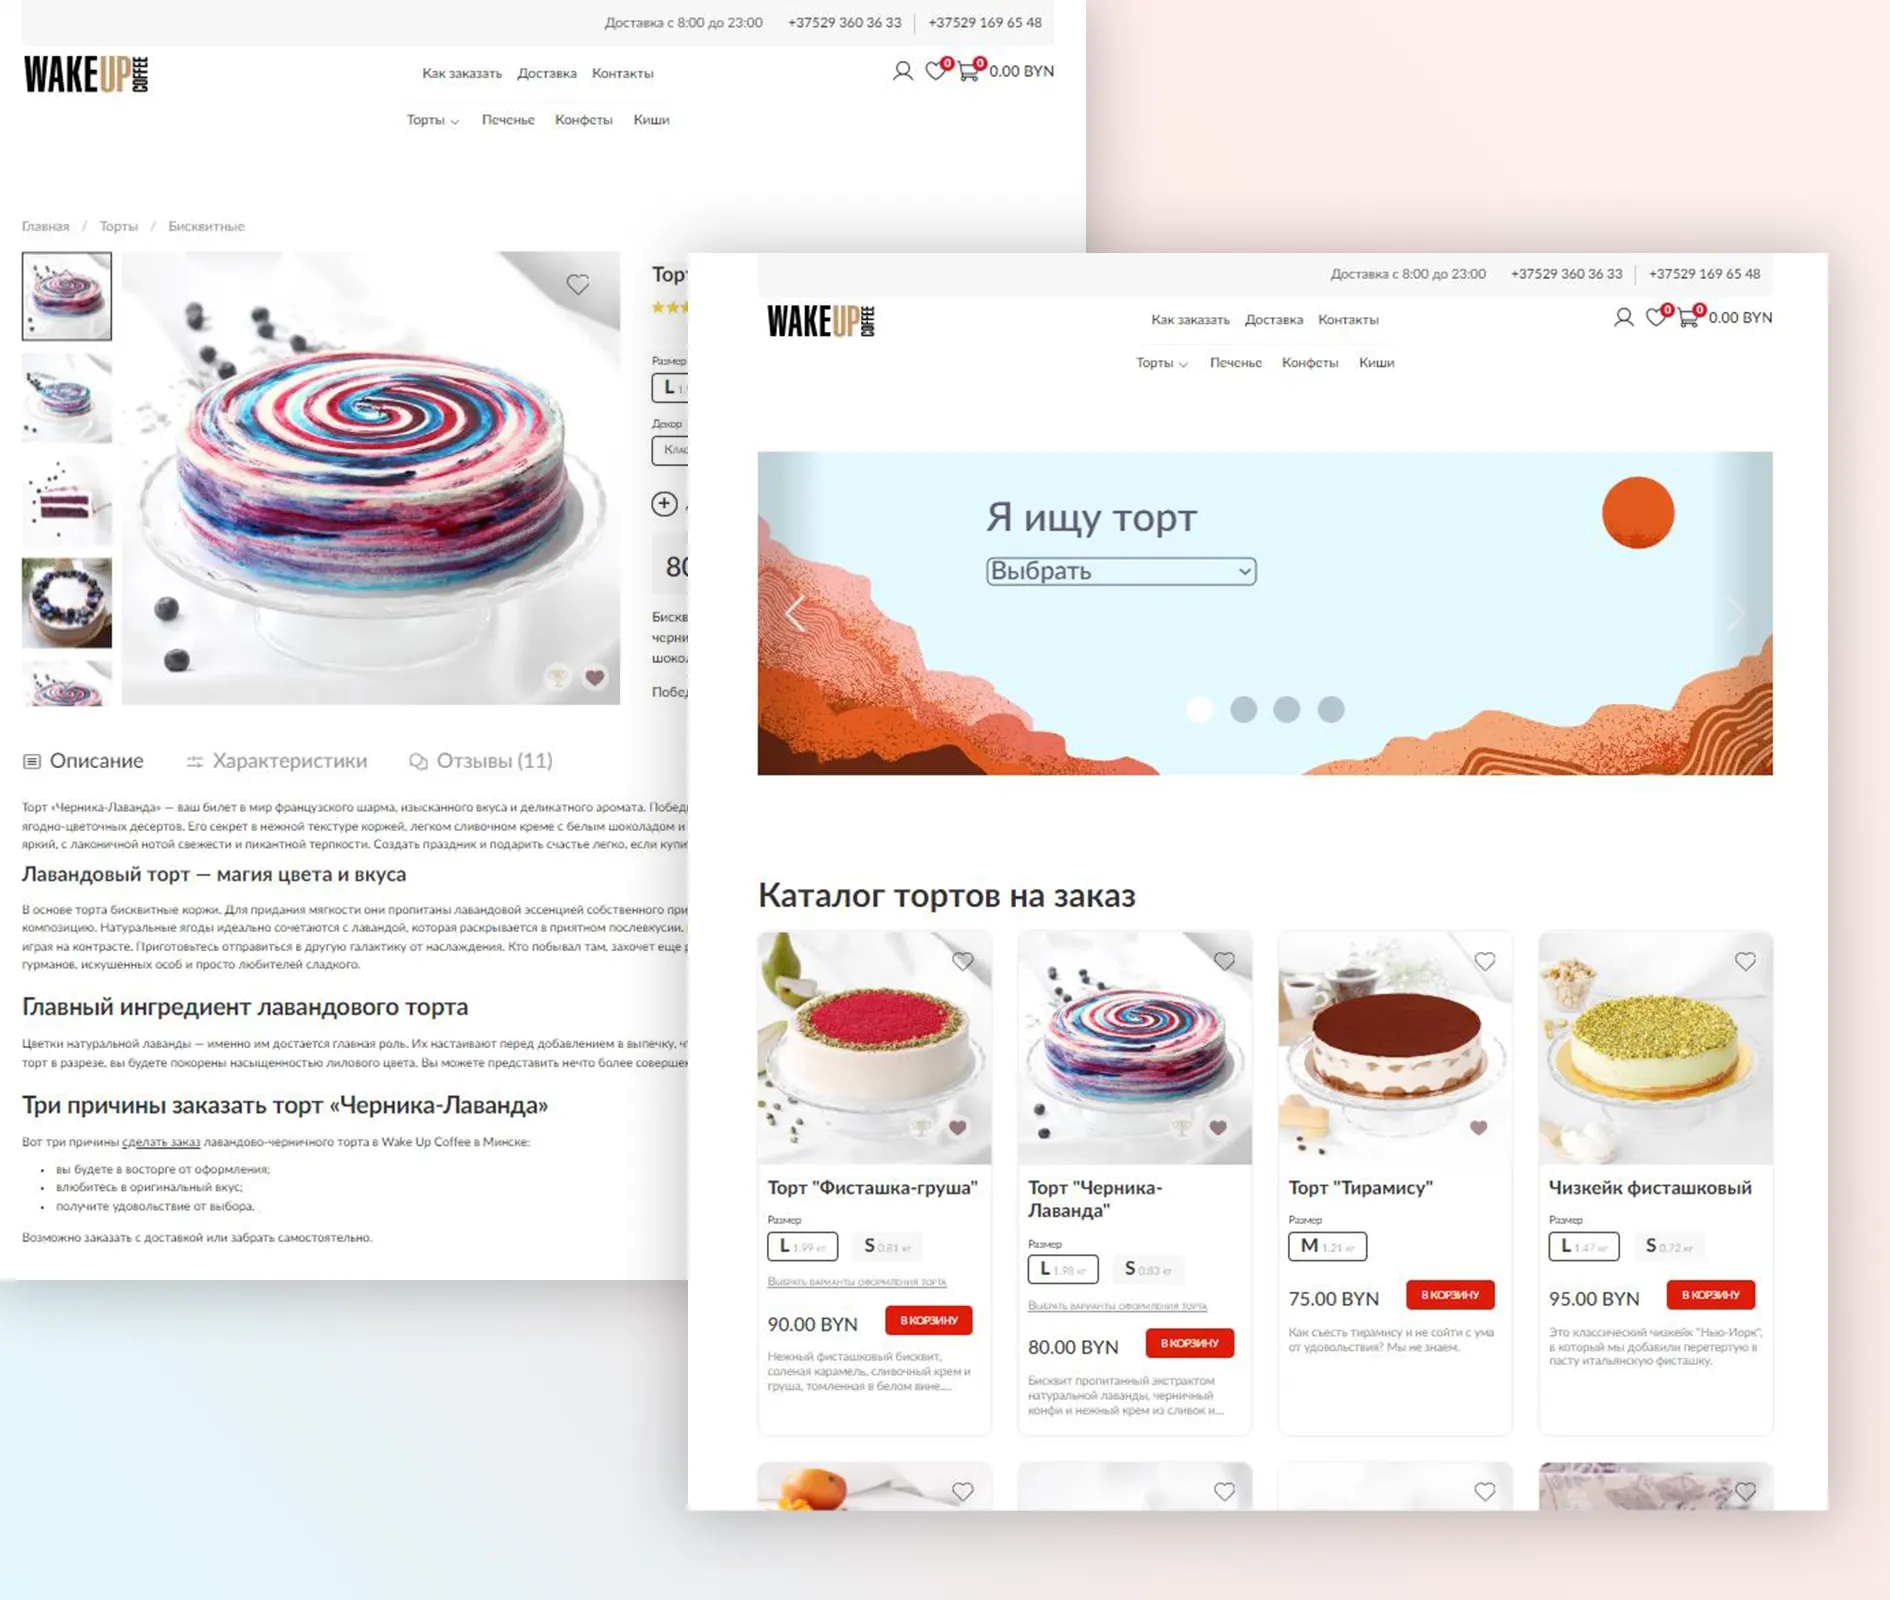 Доставка с 8:00 до 23:00 +37529 360 36 33 +37529 169 65 48
WAKEUP COFFEE
Как заказать Доставка Контакты
0 0 0.00 BYN
Торты Печенье Конфеты Киши
Главная / Торты / Бисквитные
Тор
Размер
L 1.
Декор
Клас
80
Бискв
черни
шокол
Побед
Описание Характеристики Отзывы (11)
Торт «Черника-Лаванда» — ваш билет в мир французского шарма, изысканного вкуса и деликатного аромата. Побед
ягодно-цветочных десертов. Его секрет в нежной текстуре коржей, легком сливочном креме с белым шоколадом и
яркий, с лаконичной нотой свежести и пикантной терпкости. Создать праздник и подарить счастье легко, если купи
Лавандовый торт — магия цвета и вкуса
В основе торта бисквитные коржи. Для придания мягкости они пропитаны лавандовой эссенцией собственного при
композицию. Натуральные ягоды идеально сочетаются с лавандой, которая раскрывается в приятном послевкусии.
играя на контрасте. Приготовьтесь отправиться в другую галактику от наслаждения. Кто побывал там, захочет еще р
гурманов, искушенных особ и просто любителей сладкого.
Главный ингредиент лавандового торта
Цветки натуральной лаванды — именно им достается главная роль. Их настаивают перед добавлением в выпечку, ч
торт в разрезе, вы будете покорены насыщенностью лилового цвета. Вы можете представить нечто более соверше
Три причины заказать торт «Черника-Лаванда»
Вот три причины сделать заказ лавандово-черничного торта в Wake Up Coffee в Минске:
• вы будете в восторге от оформления;
• влюбитесь в оригинальный вкус;
• получите удовольствие от выбора.
Возможно заказать с доставкой или забрать самостоятельно.
Доставка с 8:00 до 23:00 +37529 360 36 33 +37529 169 65 48
WAKEUP COFFEE
Как заказать Доставка Контакты
0 0 0.00 BYN
Торты Печенье Конфеты Киши
Я ищу торт
Выбрать
Каталог тортов на заказ
Торт "Фисташка-груша"
Размер
L 1.99 кг S 0.81 кг
Выбрать варианты оформления торта
90.00 BYN В КОРЗИНУ
Нежный фисташковый бисквит,
соленая карамель, сливочный крем и
груша, томленная в белом вине....
Торт "Черника-
Лаванда"
Размер
L 1.98 кг S 0.83 кг
Выбрать варианты оформления торта
80.00 BYN В КОРЗИНУ
Бисквит пропитанный экстрактом
натуральной лаванды, черничный
конфи и нежный крем из сливок и...
Торт "Тирамису"
Размер
M 1.21 кг
75.00 BYN В КОРЗИНУ
Как съесть тирамису и не сойти с ума
от удовольствия? Мы не знаем.
Чизкейк фисташковый
Размер
L 1.47 кг S 0.72 кг
95.00 BYN В КОРЗИНУ
Это классический чизкейк "Нью-Йорк",
в который мы добавили перетертую в
пасту итальянскую фисташку.